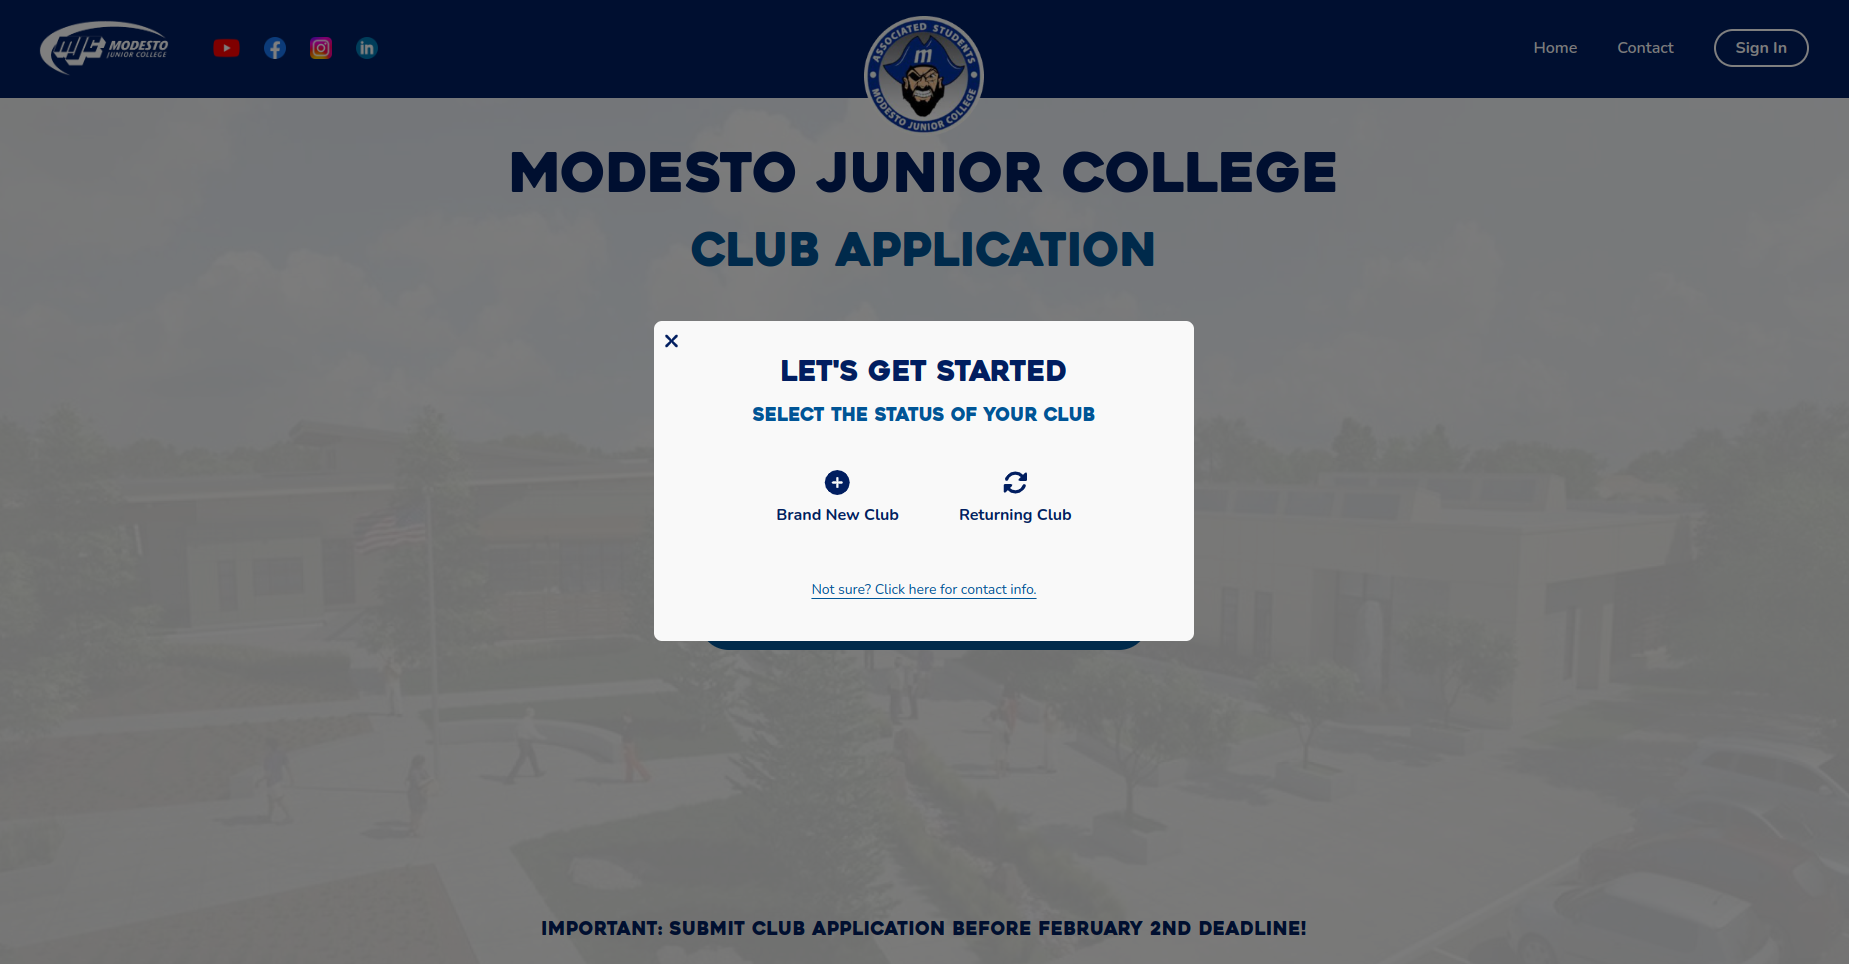 MJC MODESTO
JUNIOR COLLEGE
ASSOCIATED STUDENTS
m
MODESTO JUNIOR COLLEGE
Home
Contact
Sign In
MODESTO JUNIOR COLLEGE
CLUB APPLICATION
LET'S GET STARTED
SELECT THE STATUS OF YOUR CLUB
Brand New Club
Returning Club
Not sure? Click here for contact info.
IMPORTANT: SUBMIT CLUB APPLICATION BEFORE FEBRUARY 2ND DEADLINE!